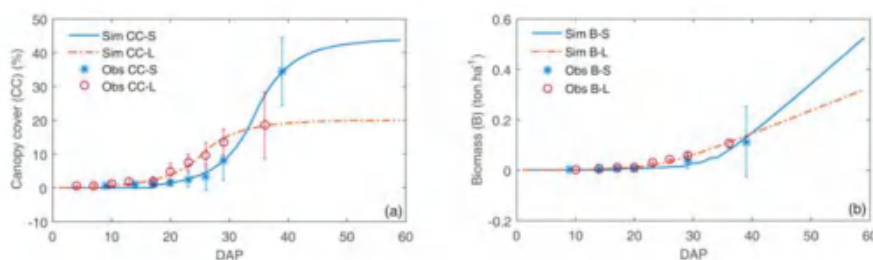 50
40
30
20
10
0
-10
Canopy cover (CC) (%)
Sim CC-S
Sim CC-L
Obs CC-S
Obs CC-L
(a)
0 10 20 30 40 50 60
DAP
0.6
0.4
0.2
0
-0.2
Biomass (B) (ton.ha¹)
Sim B-S
Sim B-L
Obs B-S
Obs B-L
(b)
0 10 20 30 40 50 60
DAP